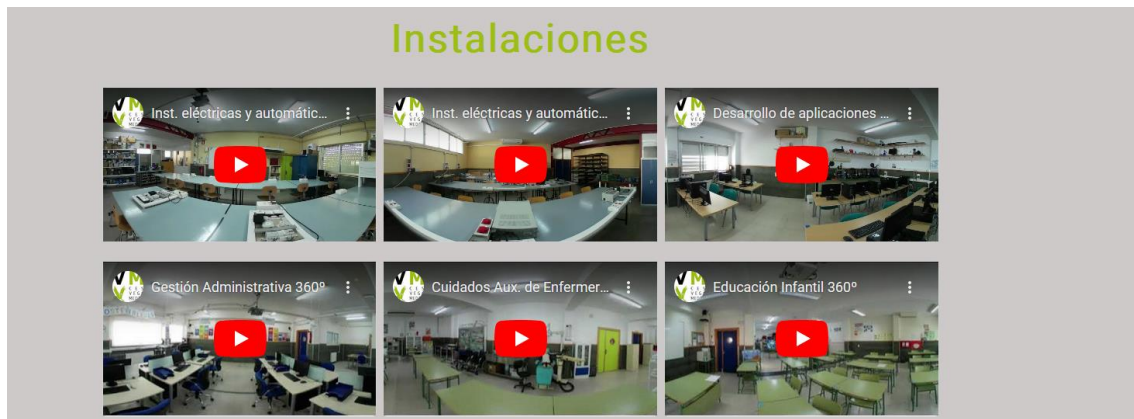 Instalaciones
Inst. eléctricas y automátic...
Inst. eléctricas y automátic...
Desarrollo de aplicaciones ...
Gestión Administrativa 360º
Cuidados Aux. de Enfermer...
Educación Infantil 360º